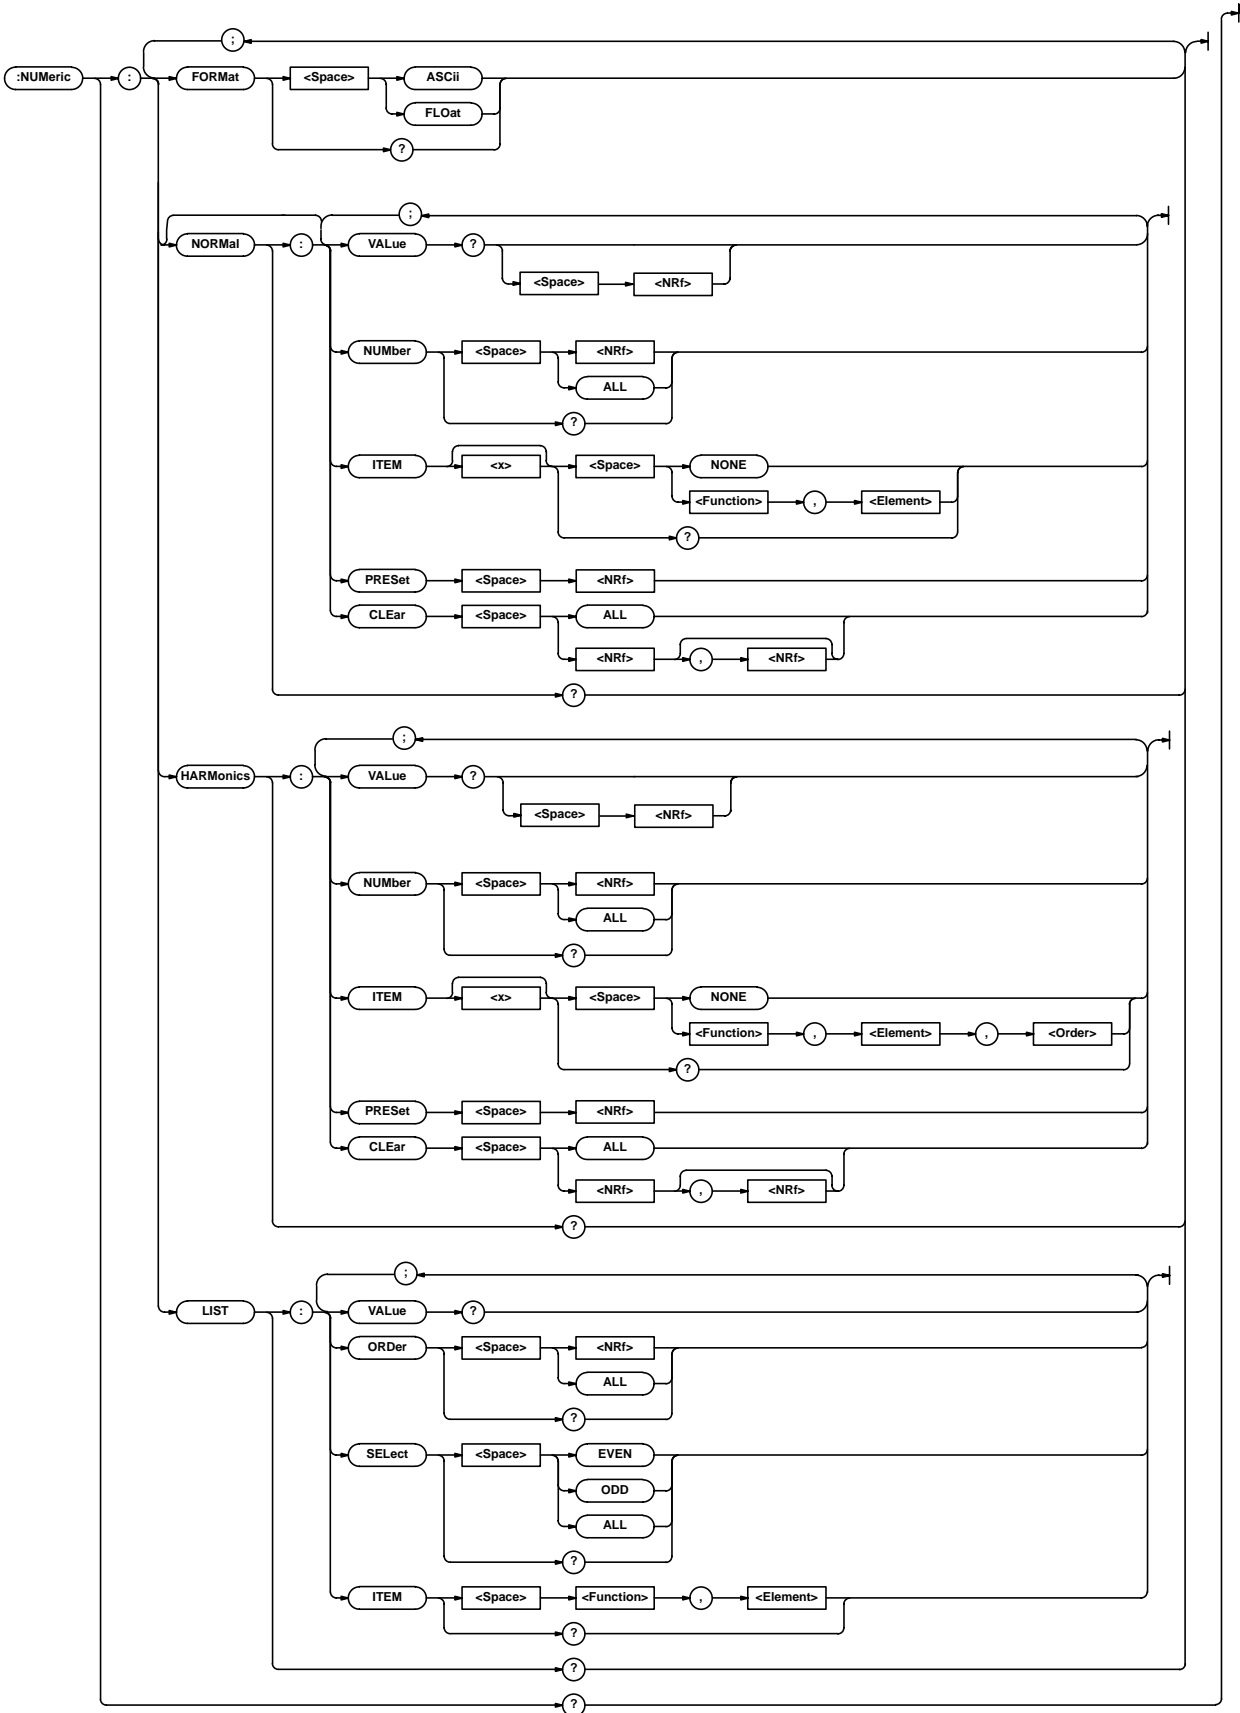 ;
:NUMeric : FORMat <Space> ASCii
FLOat
?
;
NORMal : VALue ?
<Space> <NRf>
NUMber <Space> <NRf>
ALL
?
ITEM <x> <Space> NONE
<Function> , <Element>
?
PRESet <Space> <NRf>
CLEar <Space> ALL
<NRf> , <NRf>
?
;
HARMonics : VALue ?
<Space> <NRf>
NUMber <Space> <NRf>
ALL
?
ITEM <x> <Space> NONE
<Function> , <Element> , <Order>
?
PRESet <Space> <NRf>
CLEar <Space> ALL
<NRf> , <NRf>
?
;
LIST : VALue ?
ORDer <Space> <NRf>
ALL
?
SELect <Space> EVEN
ODD
ALL
?
ITEM <Space> <Function> , <Element>
?
?
?